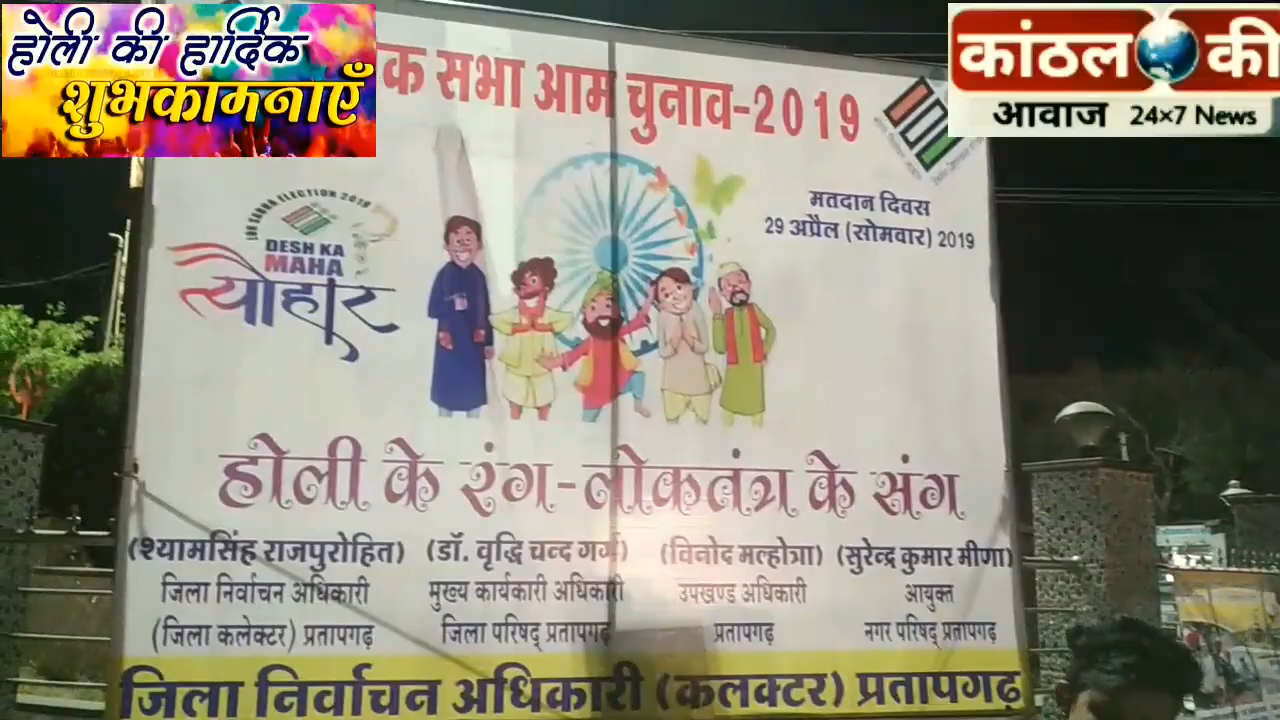 होली की हार्दिक
शुभकामनाएँ
कांठल की
आवाज 24×7 News
क सभा आम चुनाव-2019
मतदान दिवस
29 अप्रैल (सोमवार) 2019
LOK SABHA ELECTION 2019
DESH KA
MAHA
त्यौहार
होली के रंग-लोकतंत्र के संग
(श्यामसिंह राजपुरोहित) (डॉ. वृद्धि चन्द गर्ग) (विनोद मल्होत्रा) (सुरेन्द्र कुमार मीणा)
जिला निर्वाचन अधिकारी मुख्य कार्यकारी अधिकारी उपखण्ड अधिकारी आयुक्त
(जिला कलेक्टर) प्रतापगढ़ जिला परिषद् प्रतापगढ़ प्रतापगढ़ नगर परिषद् प्रतापगढ़
जिला निर्वाचन अधिकारी (कलक्टर) प्रतापगढ़